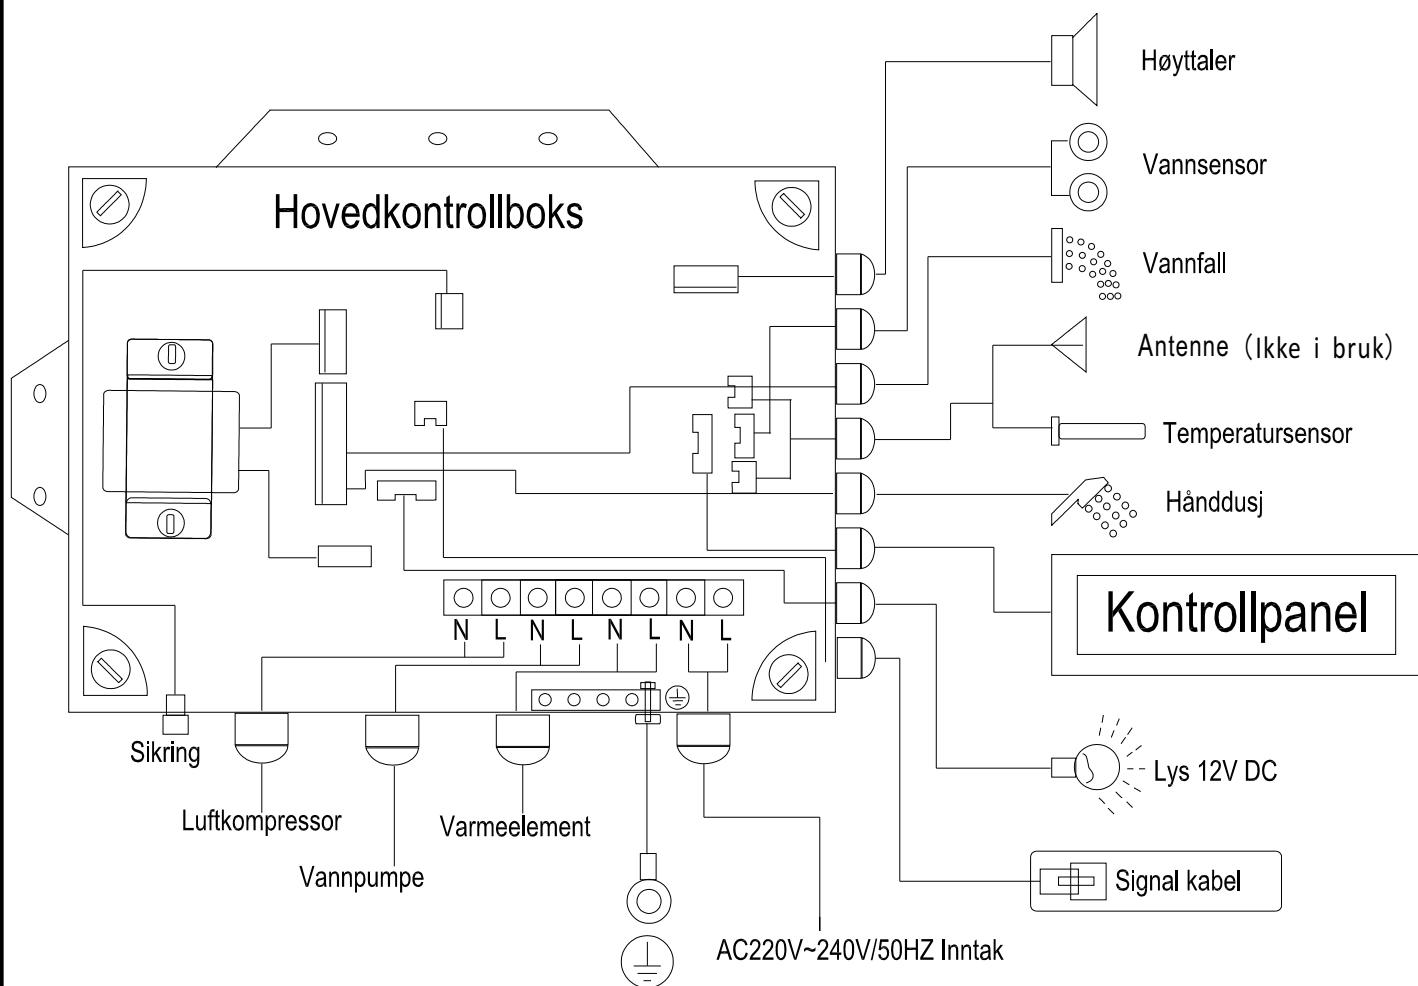 Høyttaler
Vannsensor
Hovedkontrollboks
Vannfall
Antenne (Ikke i bruk)
Temperatursensor
Hånddusj
Kontrollpanel
N L N L N L N L
Sikring
Lys 12V DC
Luftkompressor
Varmeelement
Vannpumpe
Signal kabel
AC220V~240V/50HZ Inntak